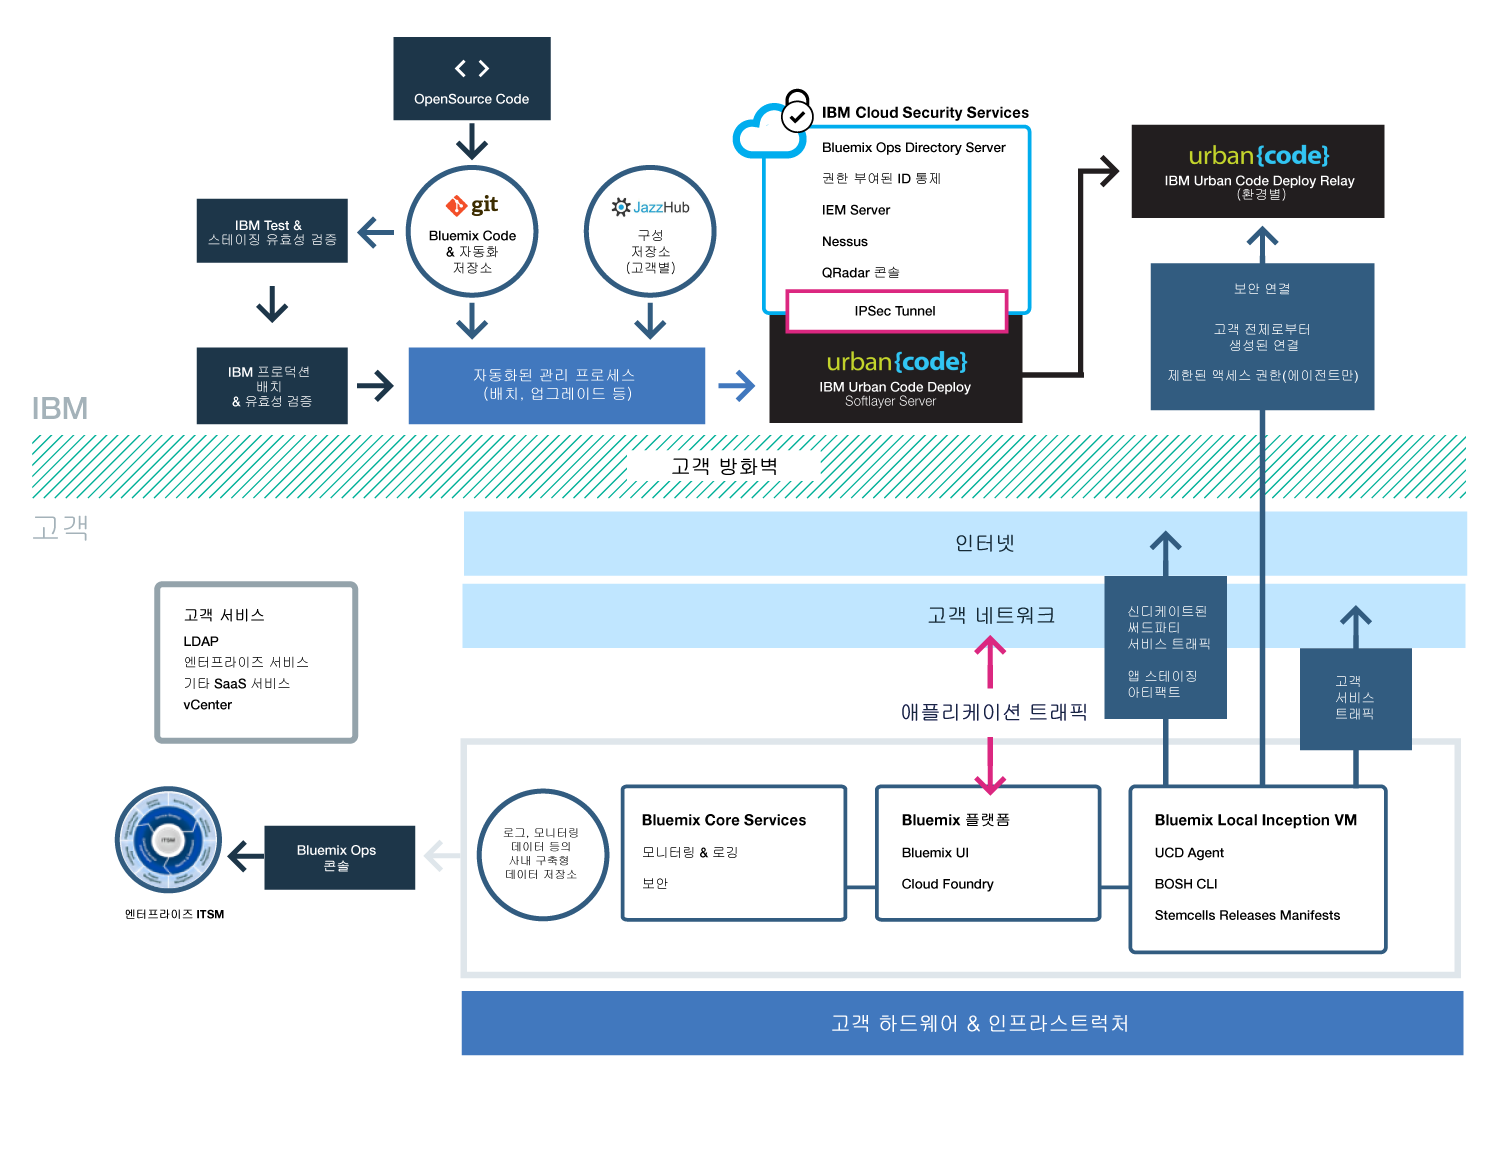 OpenSource Code
git
Bluemix Code
& 자동화
저장소
JazzHub
구성
저장소
(고객별)
IBM Test &
스테이징 유효성 검증
IBM 프로덕션
배치
& 유효성 검증
자동화된 관리 프로세스
(배치, 업그레이드 등)
IBM Cloud Security Services
Bluemix Ops Directory Server
권한 부여된 ID 통제
IEM Server
Nessus
QRadar 콘솔
IPSec Tunnel
urban{code}
IBM Urban Code Deploy
Softlayer Server
urban{code}
IBM Urban Code Deploy Relay
(환경별)
보안 연결
고객 전제로부터
생성된 연결
제한된 액세스 권한(에이전트만)
IBM
고객 방화벽
고객
인터넷
고객 네트워크
신디케이트된
써드파티
서비스 트래픽
앱 스테이징
아티팩트
고객
서비스
트래픽
애플리케이션 트래픽
고객 서비스
LDAP
엔터프라이즈 서비스
기타 SaaS 서비스
vCenter
ITSM
엔터프라이즈 ITSM
Bluemix Ops
콘솔
로그, 모니터링
데이터 등의
사내 구축형
데이터 저장소
Bluemix Core Services
모니터링 & 로깅
보안
Bluemix 플랫폼
Bluemix UI
Cloud Foundry
Bluemix Local Inception VM
UCD Agent
BOSH CLI
Stemcells Releases Manifests
고객 하드웨어 & 인프라스트럭처